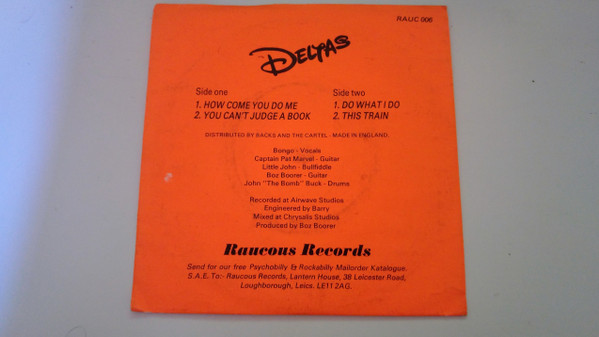 RAUC 006
THE DELTAS
Side one
1. HOW COME YOU DO ME
2. YOU CAN'T JUDGE A BOOK
Side two
1. DO WHAT I DO
2. THIS TRAIN
DISTRIBUTED BY BACKS AND THE CARTEL - MADE IN ENGLAND.
Bongo - Vocals
Captain Pat Marval - Guitar
Little John - Bullfiddle
Boz Boorer - Guitar
John "The Bomb" Buck - Drums
Recorded at Airwave Studios
Engineered by Barry
Mixed at Chrysalis Studios
Produced by Boz Boorer
Raucous Records
Send for our free Psychobilly & Rockabilly Mailorder Katalogue.
S.A.E. To:- Raucous Records, Lantern House, 38 Leicester Road,
Loughborough, Leics. LE11 2AG.